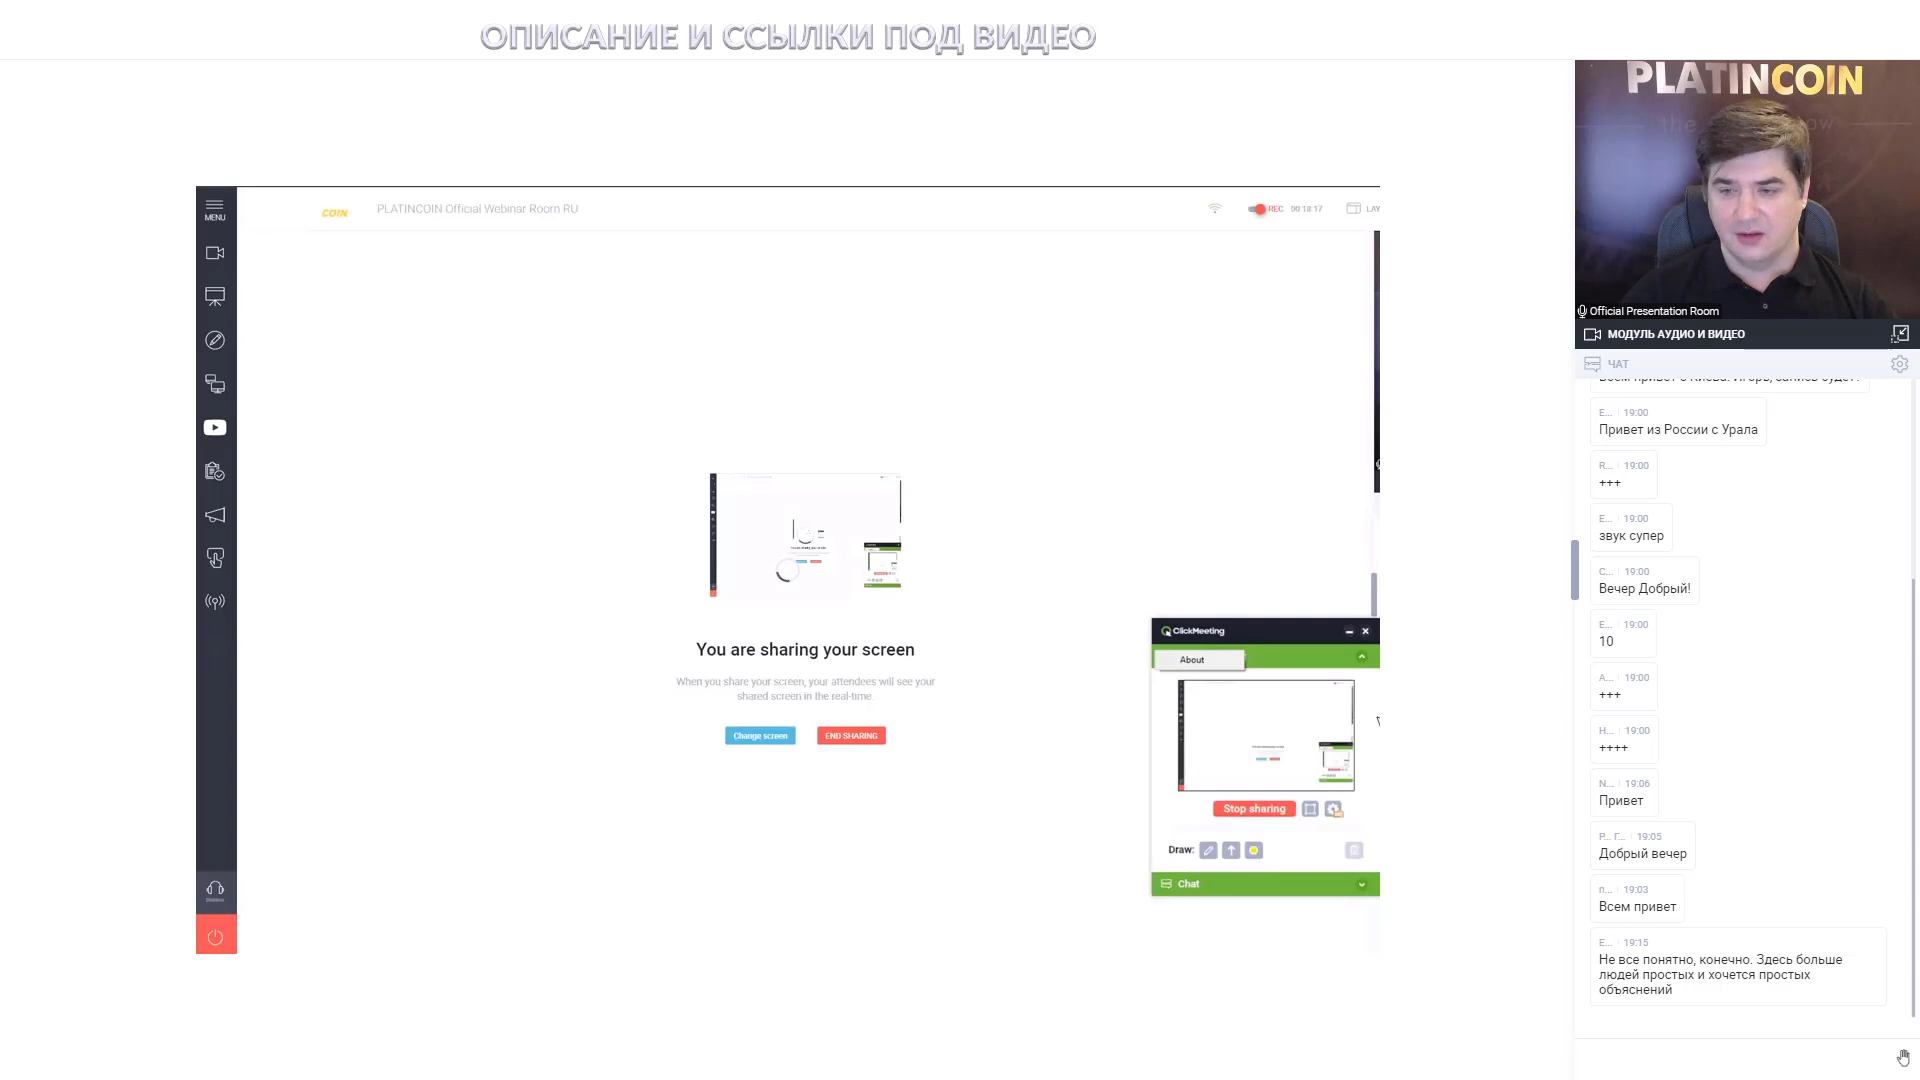 ОПИСАНИЕ И ССЫЛКИ ПОД ВИДЕО
PLATINCOIN
MENU
COIN
PLATINCOIN Official Webinar Room RU
REC 00:18:17
LAY
You are sharing your screen
When you share your screen, your attendees will see your
shared screen in the real-time.
Change screen
END SHARING
ClickMeeting
About
Stop sharing
Draw:
Chat
Official Presentation Room
МОДУЛЬ АУДИО И ВИДЕО
ЧАТ
E... 19:00
Привет из России с Урала
R... 19:00
+++
E... 19:00
звук супер
С... 19:00
Вечер Добрый!
E... 19:00
10
A... 19:00
+++
Н... 19:00
++++
N... 19:06
Привет
Р... Г... 19:05
Добрый вечер
п... 19:03
Всем привет
Е... 19:15
Не все понятно, конечно. Здесь больше
людей простых и хочется простых
объяснений